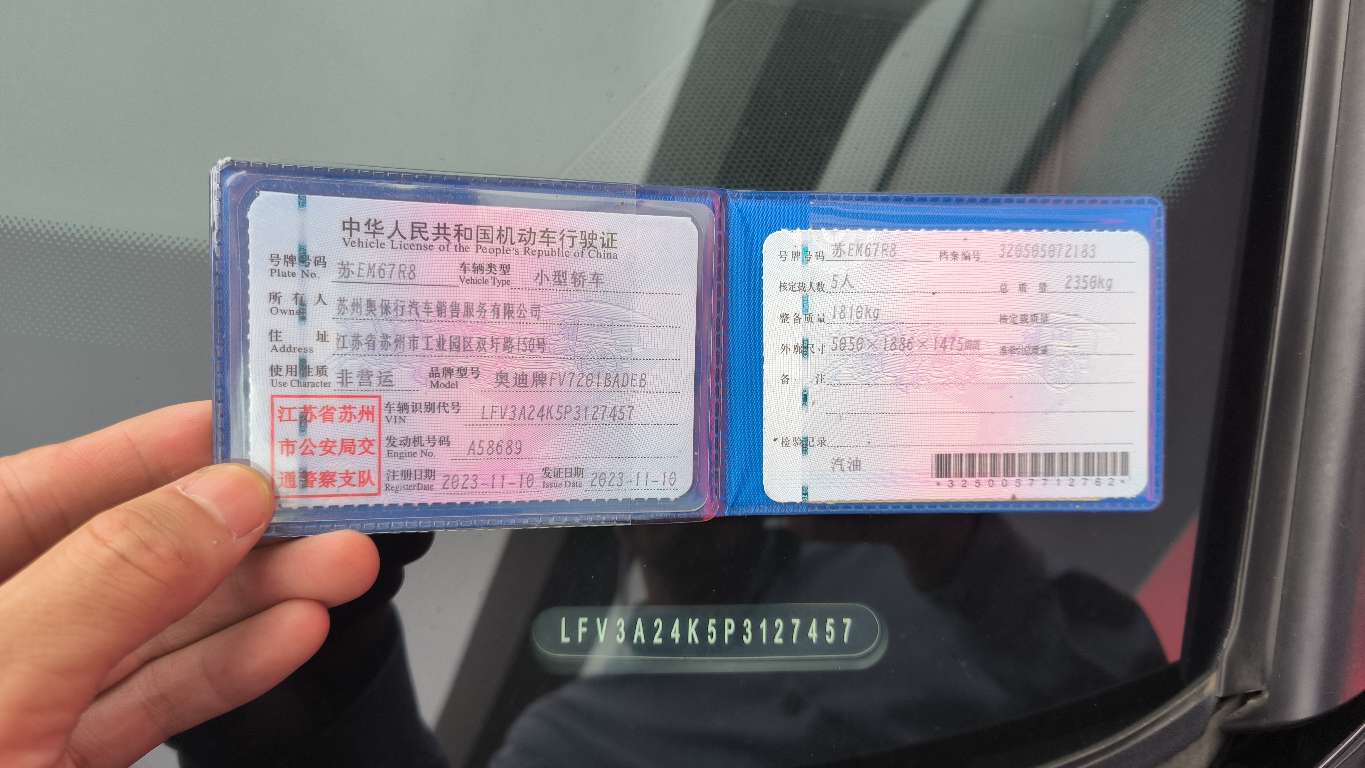 中华人民共和国机动车行驶证
Vehicle License of the People's Republic of China
号牌号码 苏EM67R8 车辆类型 小型轿车
Plate No. Vehicle Type
所有人 苏州奥保行汽车销售服务有限公司
Owner
住址 江苏省苏州市工业园区双圩路150号
Address
使用性质 非营运 品牌型号 奥迪牌FV7201BADEB
Use Character Model
江苏省苏州
市公安局交
通警察支队
车辆识别代号 LFV3A24K5P3127457
VIN
发动机号码 A58689
Engine No.
注册日期 2023-11-10 发证日期 2023-11-10
Register Date Issue Date
号牌号码 苏EM67R8 档案编号 320505072183
核定载人数 5人 总质量 2350kg
整备质量 1810kg 核定载质量
外廓尺寸 5050×1886×1475
备注
检验记录
汽油
*3250057712762*
LFV3A24K5P3127457